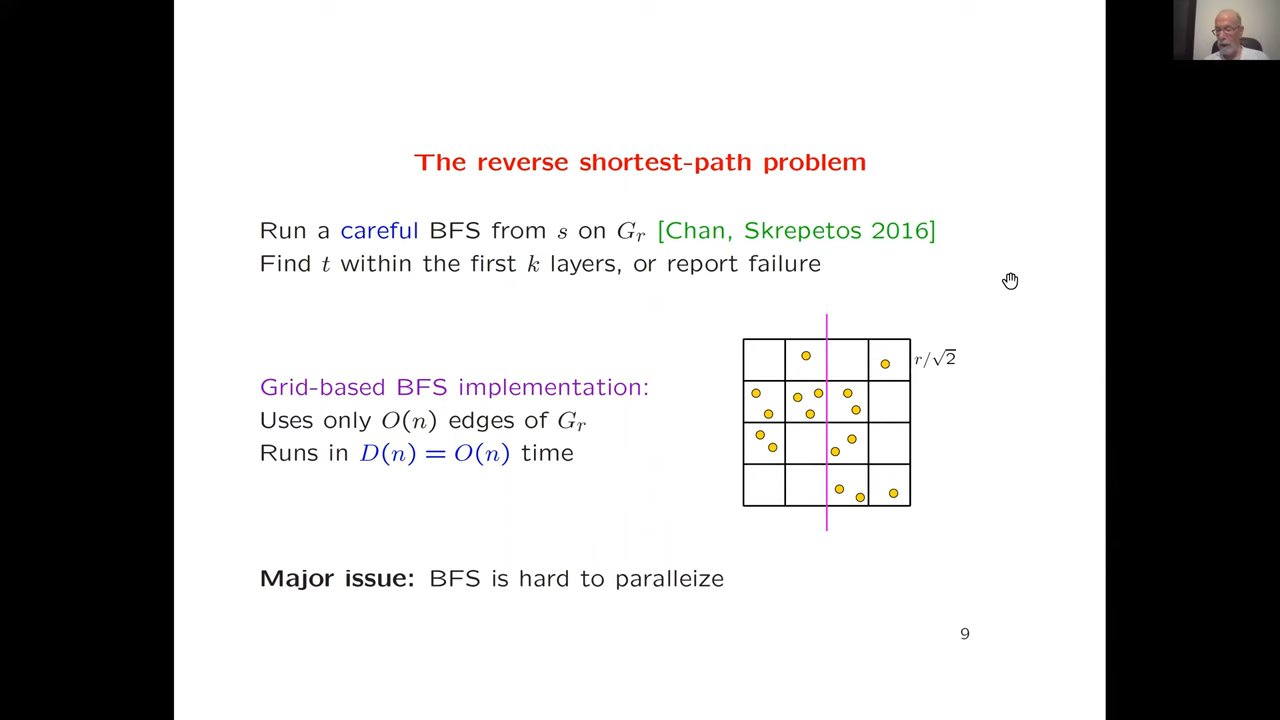 The reverse shortest-path problem
Run a careful BFS from s on G_r [Chan, Skrepetos 2016]
Find t within the first k layers, or report failure
r/√2
Grid-based BFS implementation:
Uses only O(n) edges of G_r
Runs in D(n) = O(n) time
Major issue: BFS is hard to paralleize
9